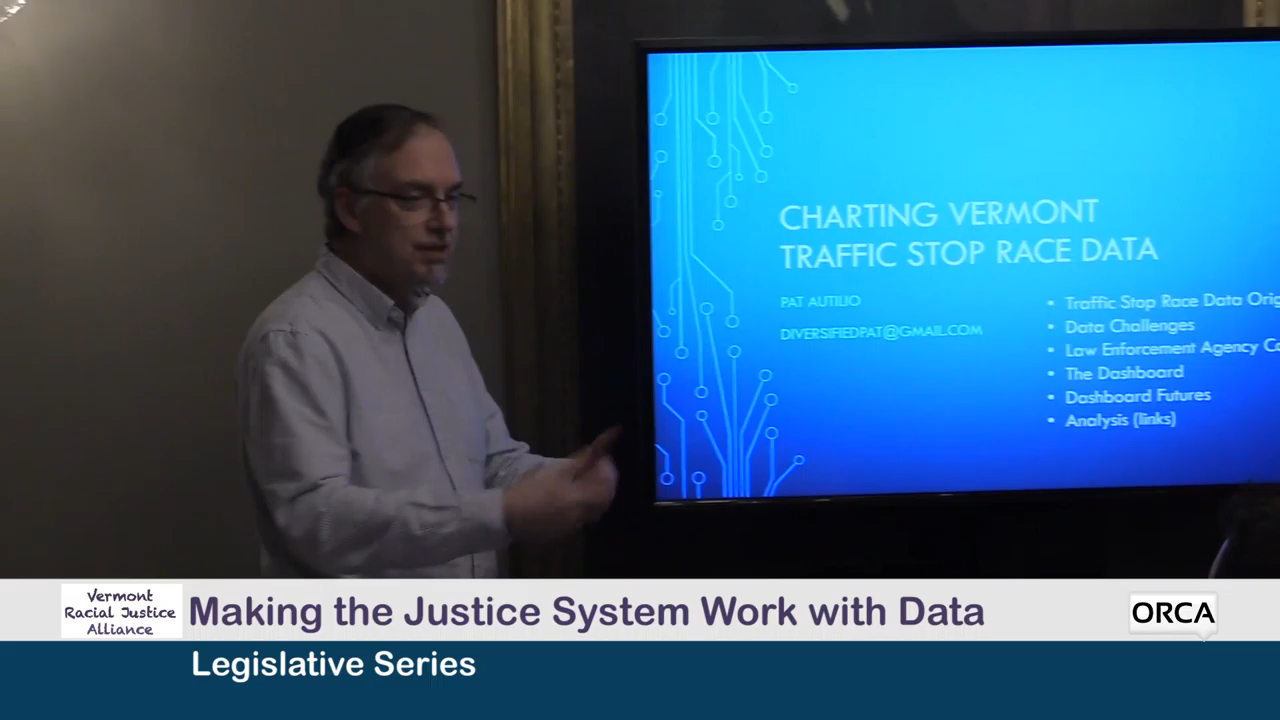 CHARTING VERMONT
TRAFFIC STOP RACE DATA
PAT AUTILIO
DIVERSIFIEDPAT@GMAIL.COM
• Traffic Stop Race Data
• Data Challenges
• Law Enforcement Agency
• The Dashboard
• Dashboard Futures
• Analysis (links)
Vermont
Racial Justice
Alliance
Making the Justice System Work with Data
ORCA
Legislative Series